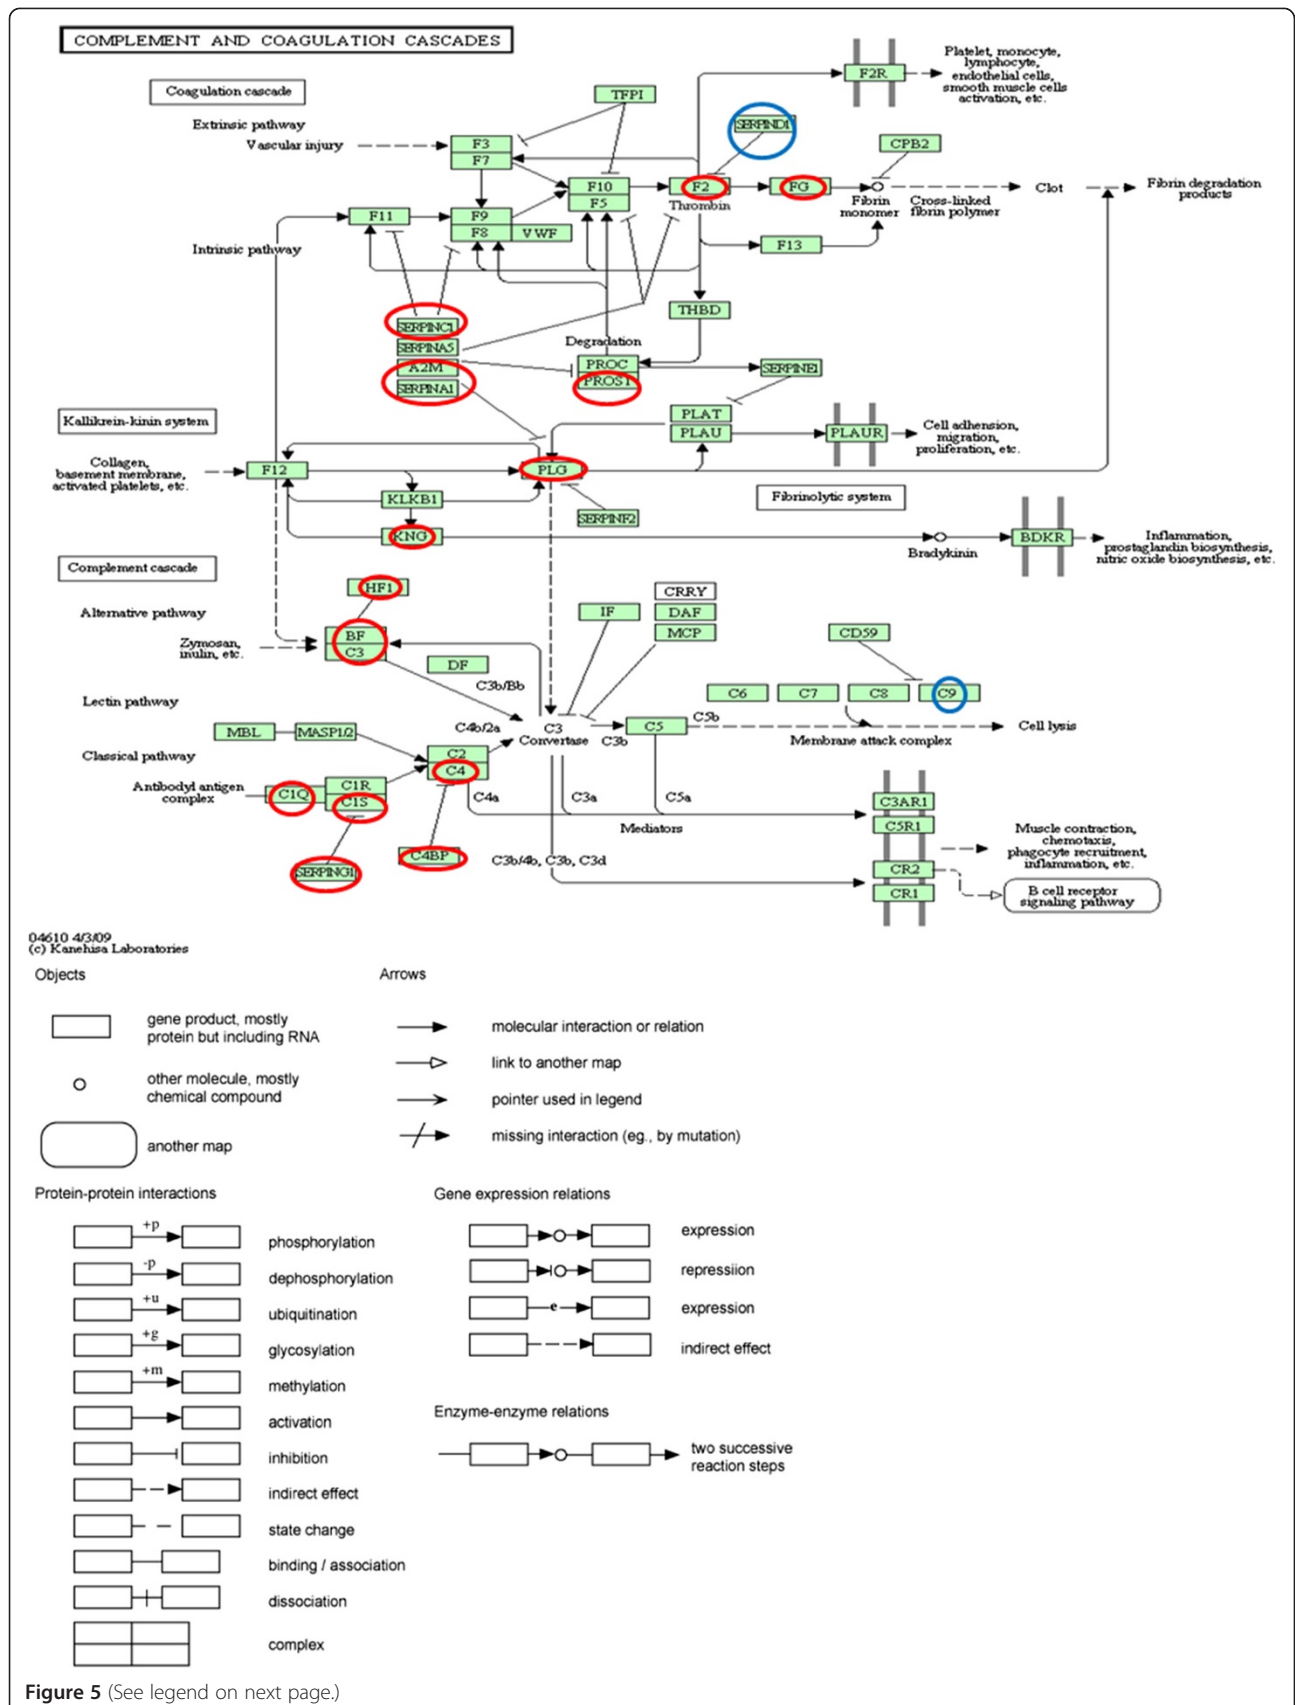 COMPLEMENT AND COAGULATION CASCADES
Coagulation cascade
Extrinsic pathway
Vascular injury
F3
F7
TFPI
F2R
Platelet, monocyte,
lymphocyte,
endothelial cells,
smooth muscle cells
activation, etc.
SERPIND1
CPB2
F10
F5
F2
Thrombin
FG
Fibrin
monomer
Cross-linked
fibrin polymer
Clot
Fibrin degradation
products
F11
F9
F8
VWF
F13
Intrinsic pathway
SERPINC1
SERPINA5
A2M
SERPINA1
Degradation
PROC
PROS1
THBD
SERPINE1
PLAT
PLAU
PLAUR
Cell adhension,
migration,
proliferation, etc.
Kallikrein-kinin system
Collagen,
basement membrane,
activated platelets, etc.
F12
PLG
KLKB1
KNG
SERPINF2
Fibrinolytic system
Bradykinin
BDKR
Inflammation,
prostaglandin biosynthesis,
nitric oxide biosynthesis, etc.
Complement cascade
Alternative pathway
Zymosan,
inulin, etc.
HF1
BF
C3
DF
C3b/Bb
IF
CRRY
DAF
MCP
CD59
C6
C7
C8
C9
Lectin pathway
MBL
MASP1/2
C4b/2a
C3
Convertase
C3b
C5
C5b
Membrane attack complex
Cell lysis
Classical pathway
C2
C4
Antibodyl antigen
complex
C1Q
C1R
C1S
C4a
C3a
C5a
Mediators
SERPING1
C4BP
C3b/4b, C3b, C3d
C3AR1
C5R1
CR2
CR1
Muscle contraction,
chemotaxis,
phagocyte recruitment,
inflammation, etc.
B cell receptor
signaling pathway
04610 4/3/09
(c) Kanehisa Laboratories
Objects
gene product, mostly
protein but including RNA
other molecule, mostly
chemical compound
another map
Arrows
molecular interaction or relation
link to another map
pointer used in legend
missing interaction (eg., by mutation)
Protein-protein interactions
+p
phosphorylation
-p
dephosphorylation
+u
ubiquitination
+g
glycosylation
+m
methylation
activation
inhibition
indirect effect
state change
binding / association
dissociation
complex
Gene expression relations
expression
repressiion
e
expression
indirect effect
Enzyme-enzyme relations
two successive
reaction steps
Figure 5 (See legend on next page.)